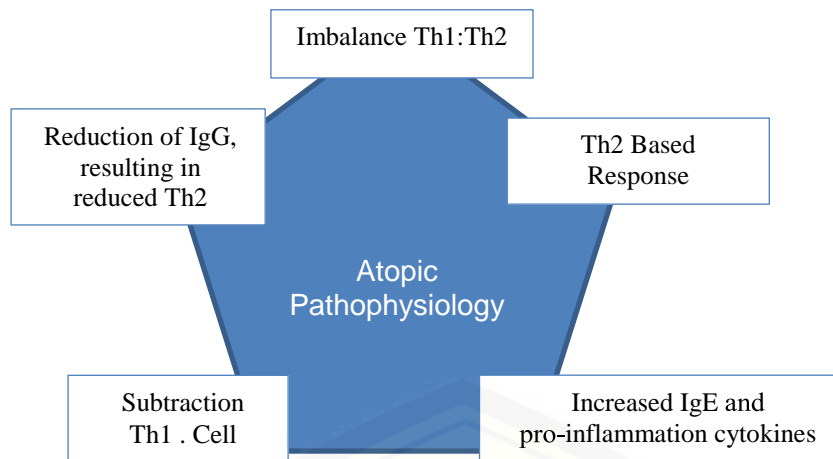 Imbalance Th1:Th2
Reduction of IgG,
resulting in
reduced Th2
Th2 Based
Response
Atopic
Pathophysiology
Subtraction
Th1 . Cell
Increased IgE and
pro-inflammation cytokines